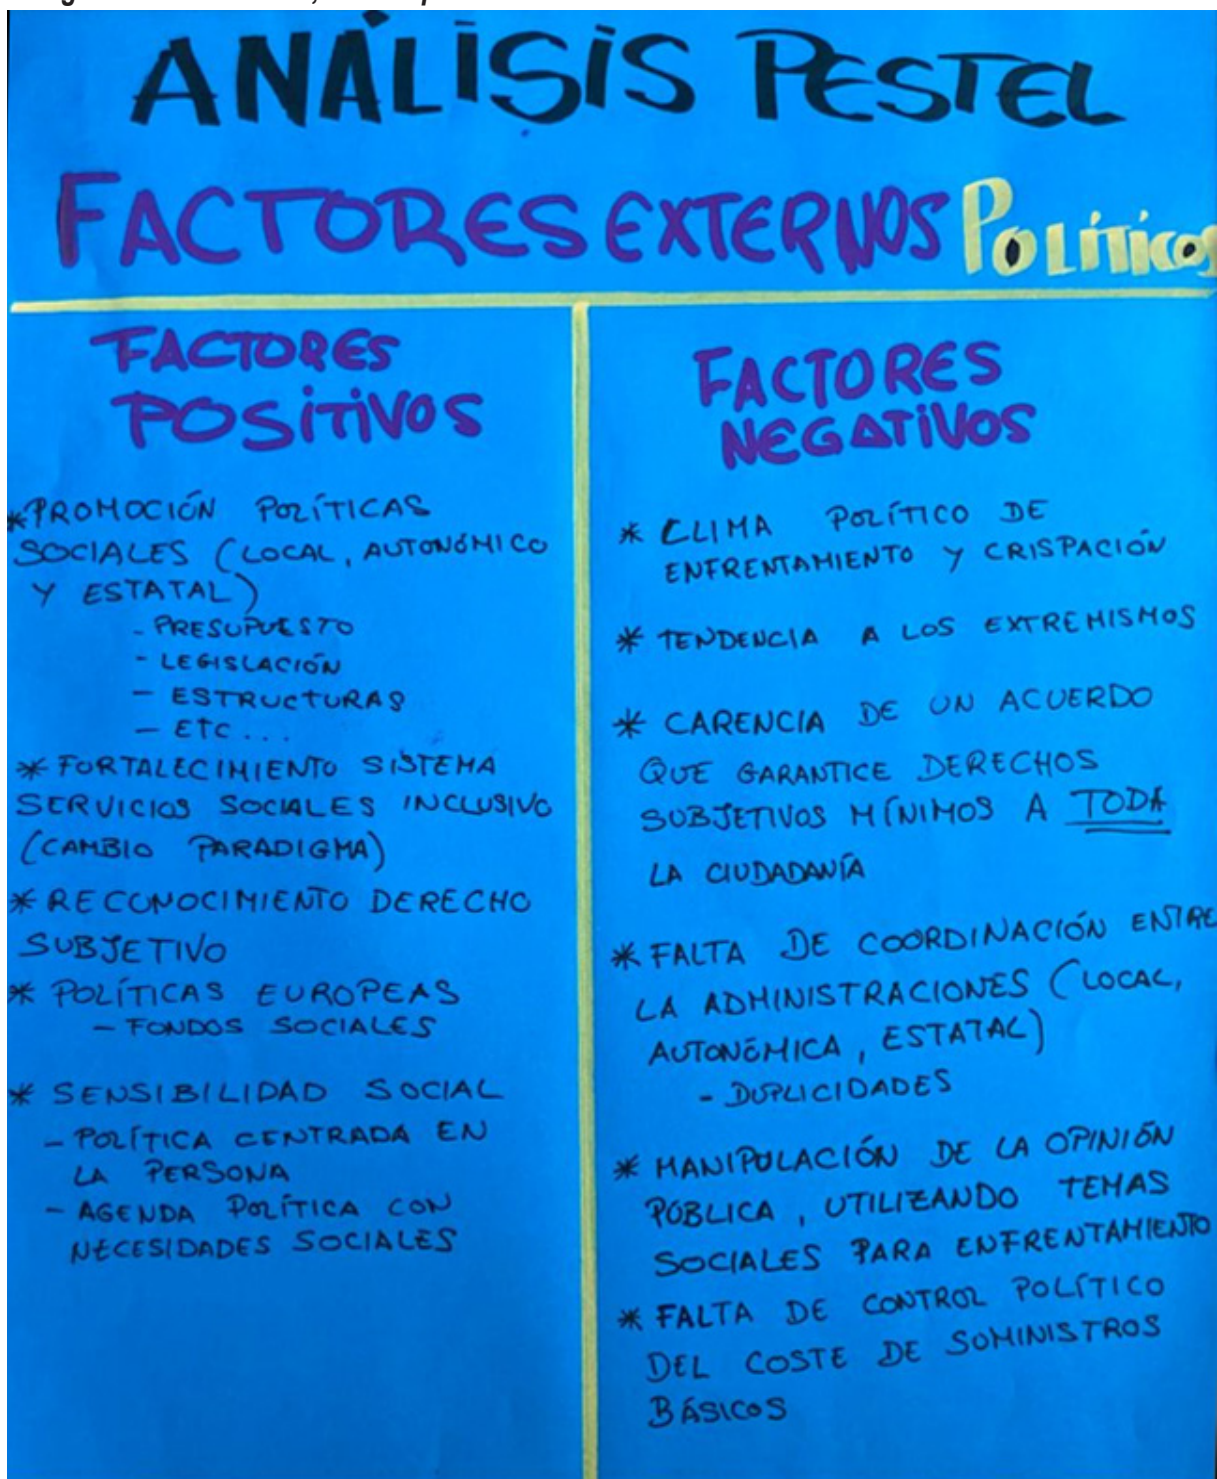 ANÁLISIS PESTEL
FACTORES EXTERNOS POLÍTICOS
FACTORES
POSITIVOS
*PROMOCIÓN POLÍTICAS
SOCIALES (LOCAL, AUTONÓMICO
Y ESTATAL)
- PRESUPUESTO
- LEGISLACIÓN
- ESTRUCTURAS
- ETC...
* FORTALECIMIENTO SISTEMA
SERVICIOS SOCIALES INCLUSIVO
(CAMBIO PARADIGMA)
* RECONOCIMIENTO DERECHO
SUBJETIVO
* POLÍTICAS EUROPEAS
- FONDOS SOCIALES
* SENSIBILIDAD SOCIAL
- POLÍTICA CENTRADA EN
LA PERSONA
- AGENDA POLÍTICA CON
NECESIDADES SOCIALES
FACTORES
NEGATIVOS
* CLIMA POLÍTICO DE
ENFRENTAMIENTO Y CRISPACIÓN
* TENDENCIA A LOS EXTREMISMOS
* CARENCIA DE UN ACUERDO
QUE GARANTICE DERECHOS
SUBJETIVOS MÍNIMOS A TODA
LA CIUDADANÍA
* FALTA DE COORDINACIÓN ENTRE
LA ADMINISTRACIONES (LOCAL,
AUTONÓMICA, ESTATAL)
- DUPLICIDADES
* MANIPULACIÓN DE LA OPINIÓN
PÚBLICA, UTILIZANDO TEMAS
SOCIALES PARA ENFRENTAMIENTO
* FALTA DE CONTROL POLÍTICO
DEL COSTE DE SUMINISTROS
BÁSICOS